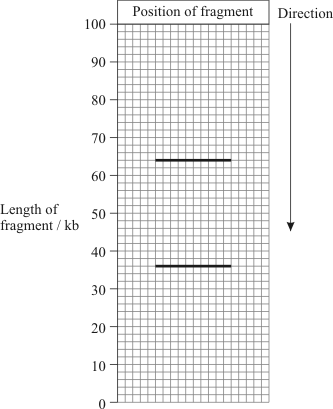 Position of fragment
Direction
100
90
80
70
60
50
40
30
20
10
0
Length of
fragment / kb